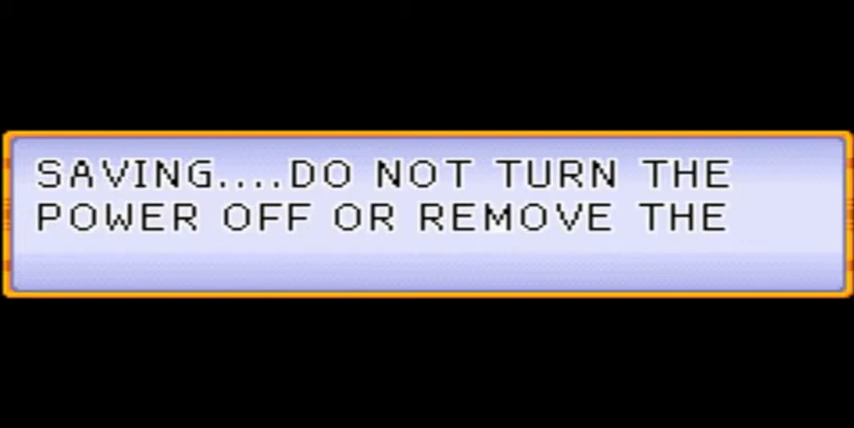 SAVING....DO NOT TURN THE
POWER OFF OR REMOVE THE